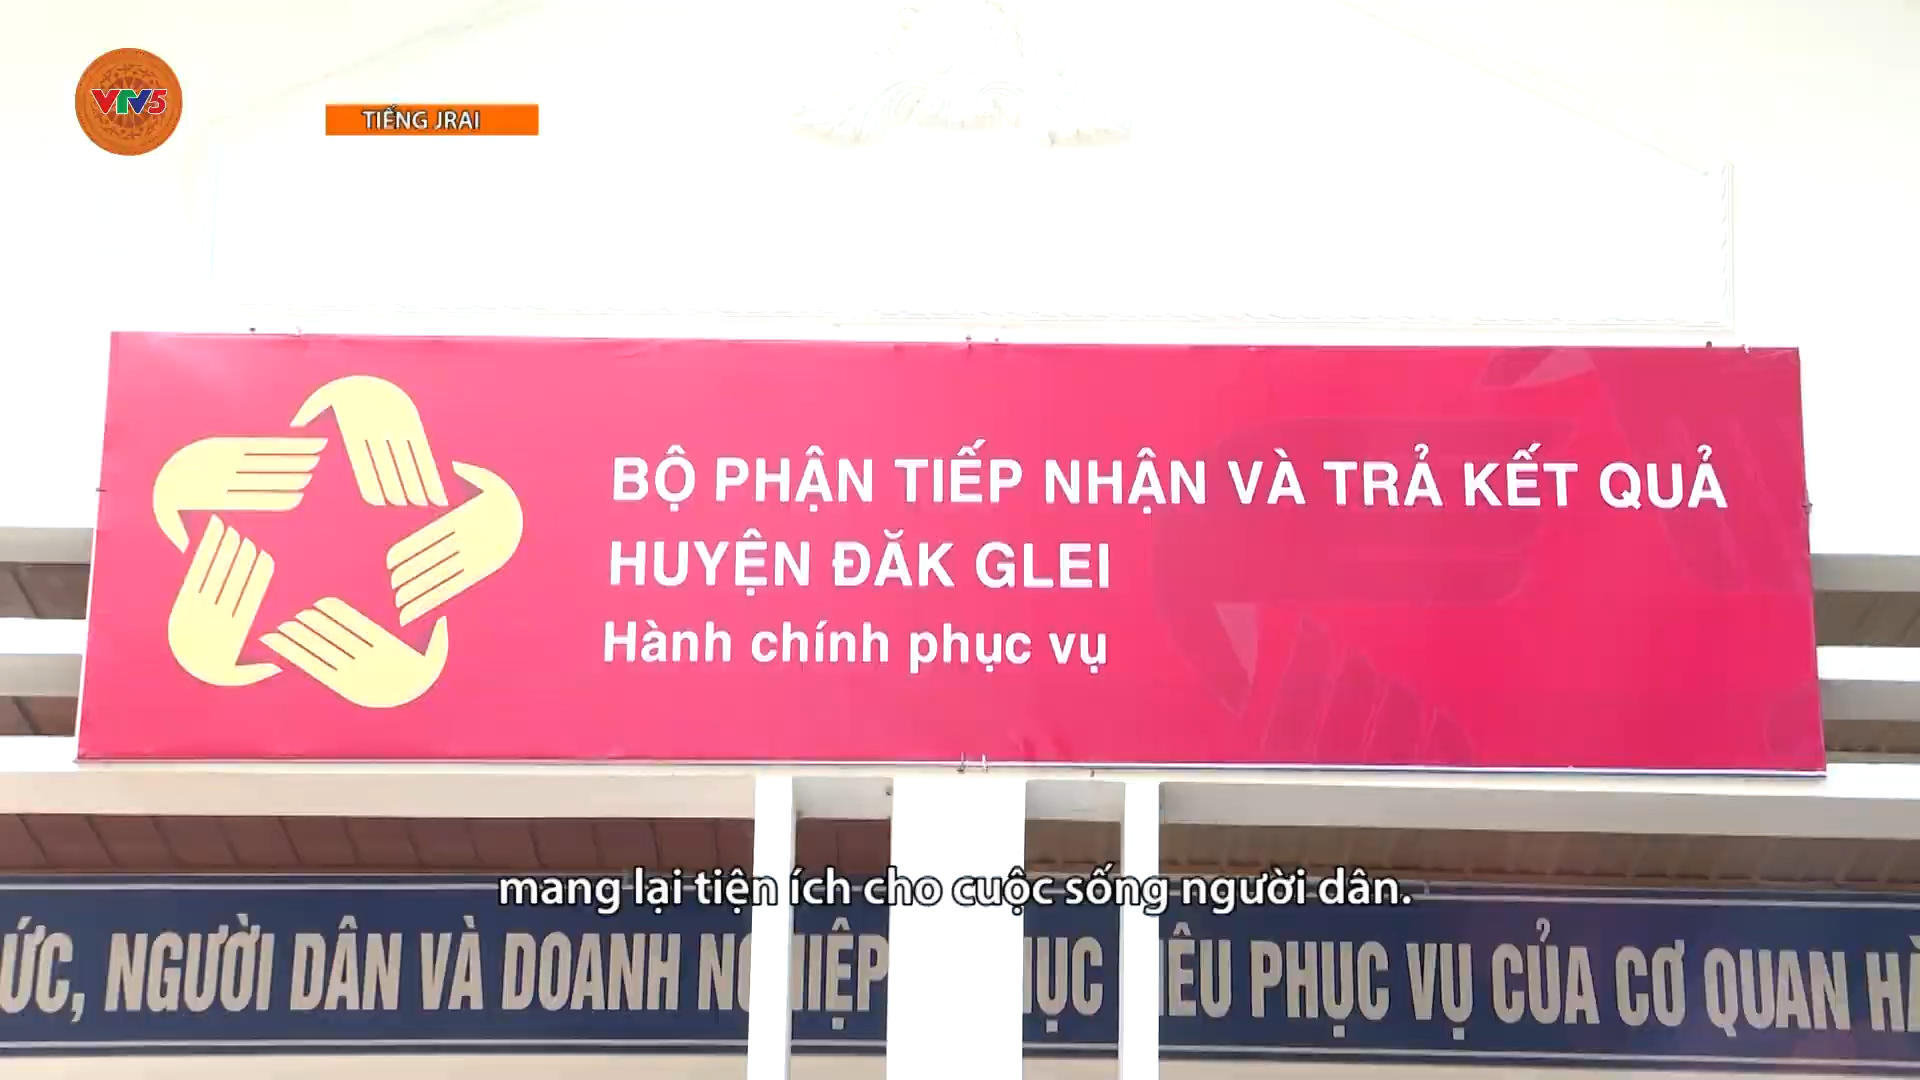 VTV5
TIẾNG JRAI
BỘ PHẬN TIẾP NHẬN VÀ TRẢ KẾT QUẢ
HUYỆN ĐĂK GLEI
Hành chính phục vụ
mang lại tiện ích cho cuộc sống người dân.
NGƯỜI DÂN VÀ DOANH NGHIỆP PHỤC VỤ CỦA CƠ QUAN